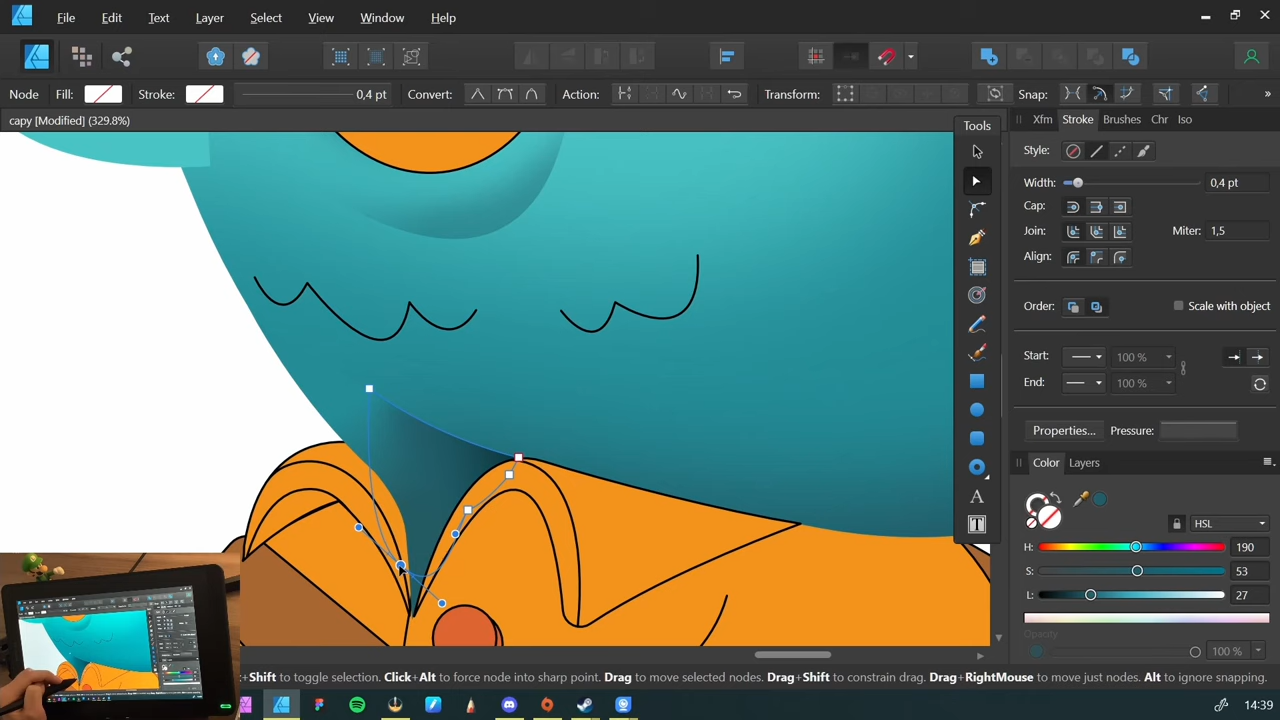 File Edit Text Layer Select View Window Help
Node Fill: Stroke: 0,4 pt Convert: Action: Transform: Snap: »
capy [Modified] (329.8%)
Tools
Xfm Stroke Brushes Chr Iso
Style:
Width: 0,4 pt
Cap:
Join: Miter: 1,5
Align:
Order: Scale with object
Start: 100 %
End: 100 %
Properties... Pressure:
Color Layers
HSL
H: 190
S: 53
L: 27
Opacity
100 %
+Shift to toggle selection. Click+Alt to move node into sharp point. Drag to move selected nodes. Drag+Shift to constrain drag. Drag+RightMouse to move just nodes. Alt to ignore snapping.
14:39